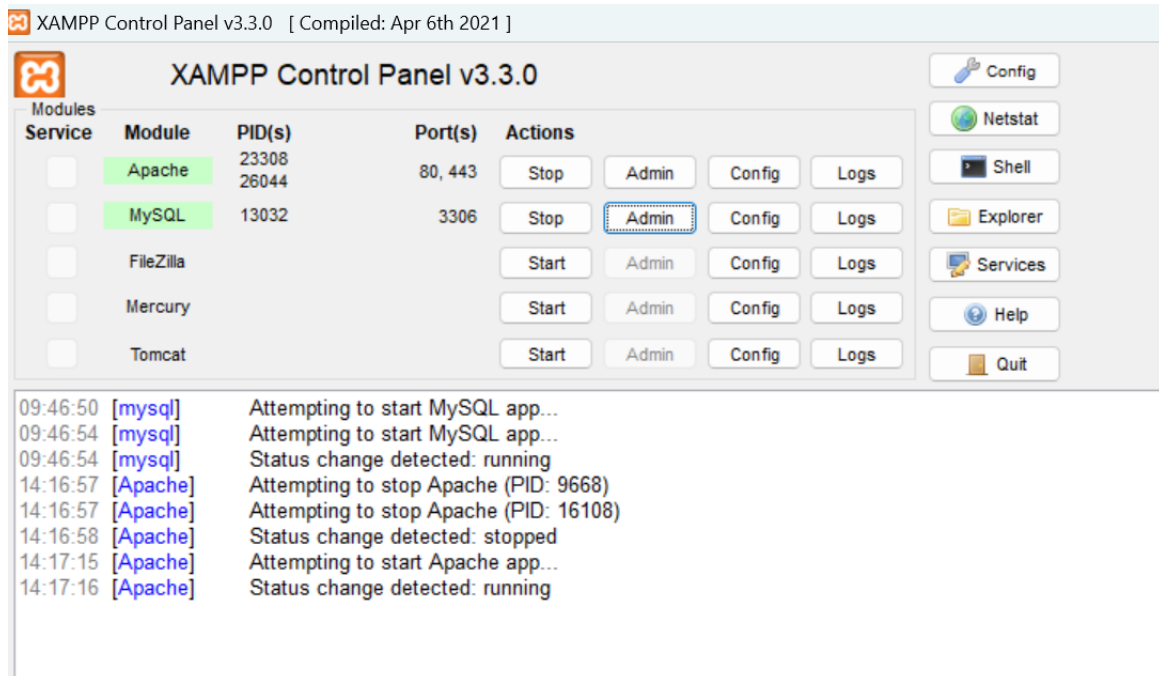 XAMPP Control Panel v3.3.0 [ Compiled: Apr 6th 2021 ]
XAMPP Control Panel v3.3.0
Config
Modules
Service Module PID(s) Port(s) Actions
Netstat
Apache 23308 26044 80, 443 Stop Admin Config Logs
Shell
MySQL 13032 3306 Stop Admin Config Logs
Explorer
FileZilla Start Admin Config Logs
Services
Mercury Start Admin Config Logs
Help
Tomcat Start Admin Config Logs
Quit
09:46:50 [mysql] Attempting to start MySQL app...
09:46:54 [mysql] Attempting to start MySQL app...
09:46:54 [mysql] Status change detected: running
14:16:57 [Apache] Attempting to stop Apache (PID: 9668)
14:16:57 [Apache] Attempting to stop Apache (PID: 16108)
14:16:58 [Apache] Status change detected: stopped
14:17:15 [Apache] Attempting to start Apache app...
14:17:16 [Apache] Status change detected: running